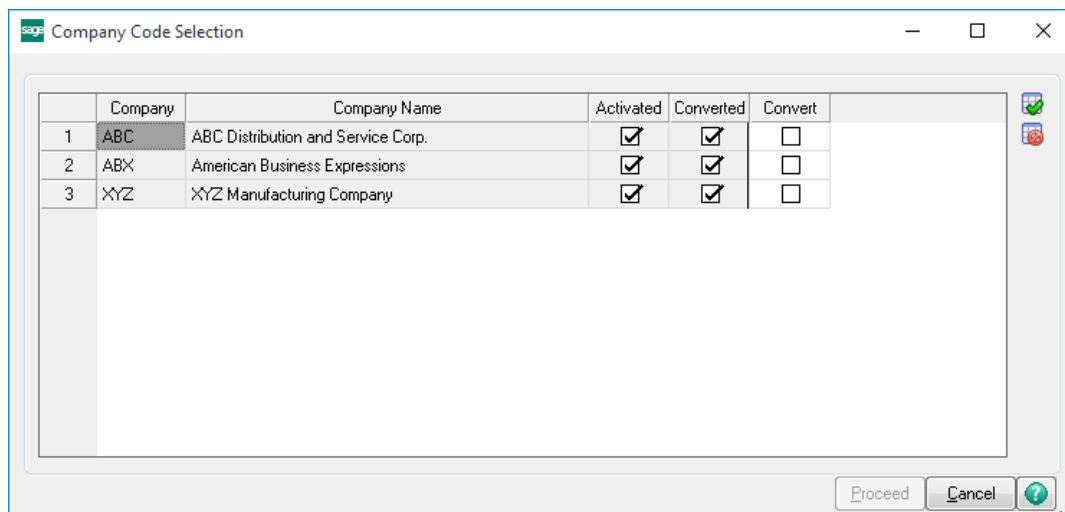 sage Company Code Selection
Company Company Name Activated Converted Convert
1 ABC ABC Distribution and Service Corp.
2 ABX American Business Expressions
3 XYZ XYZ Manufacturing Company
Proceed Cancel ?